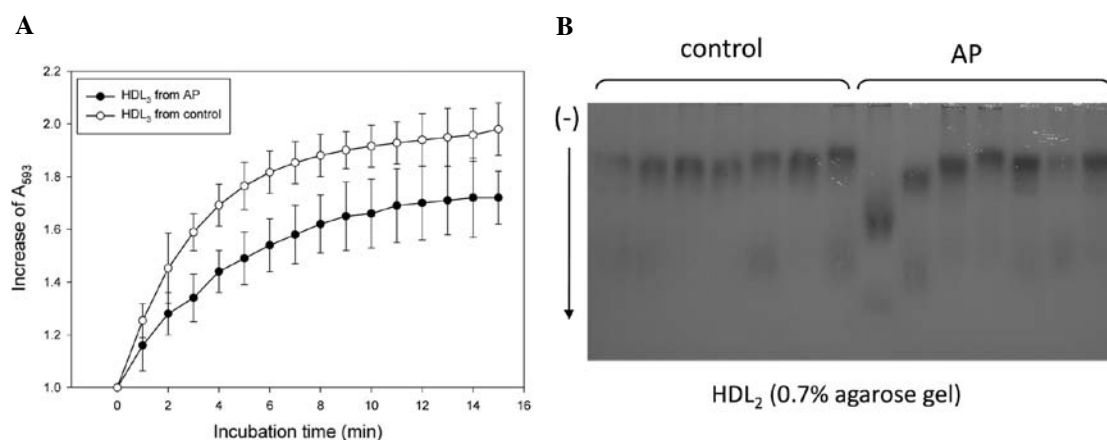 A
Increase of A₅₉₃
2.2
2.0
1.8
1.6
1.4
1.2
1.0
HDL₃ from AP
HDL₃ from control
0 2 4 6 8 10 12 14 16
Incubation time (min)
B
control AP
(-)
HDL₂ (0.7% agarose gel)